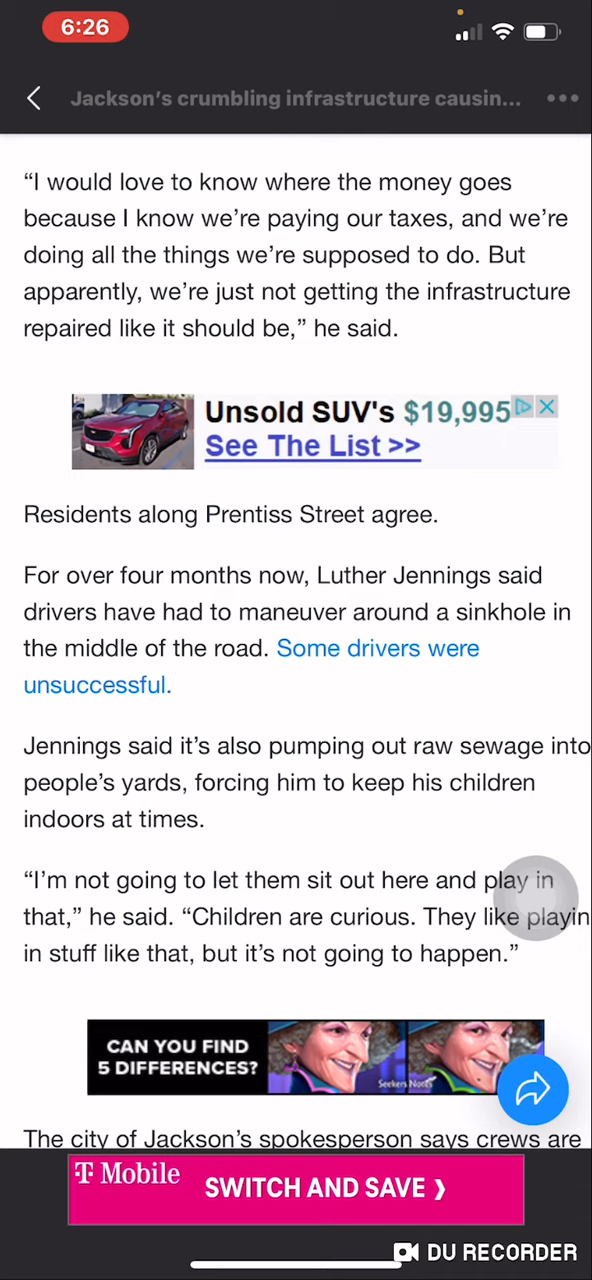 6:26
Jackson’s crumbling infrastructure causin...
“I would love to know where the money goes
because I know we’re paying our taxes, and we’re
doing all the things we’re supposed to do. But
apparently, we’re just not getting the infrastructure
repaired like it should be,” he said.
Unsold SUV's $19,995
See The List >>
Residents along Prentiss Street agree.
For over four months now, Luther Jennings said
drivers have had to maneuver around a sinkhole in
the middle of the road. Some drivers were
unsuccessful.
Jennings said it’s also pumping out raw sewage into
people’s yards, forcing him to keep his children
indoors at times.
“I’m not going to let them sit out here and play in
that,” he said. “Children are curious. They like playin
in stuff like that, but it’s not going to happen.”
CAN YOU FIND
5 DIFFERENCES?
Seekers Notes
The city of Jackson’s spokesperson says crews are
T Mobile
SWITCH AND SAVE ❯
DU RECORDER